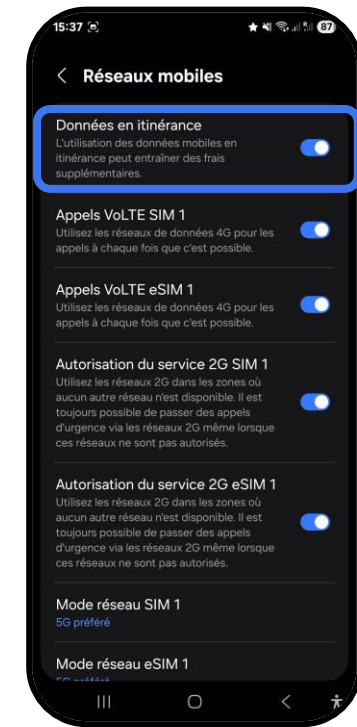 15:37
87
Réseaux mobiles
Données en itinérance
L'utilisation des données mobiles en
itinérance peut entraîner des frais
supplémentaires.
Appels VoLTE SIM 1
Utilisez les réseaux de données 4G pour les
appels à chaque fois que c'est possible.
Appels VoLTE eSIM 1
Utilisez les réseaux de données 4G pour les
appels à chaque fois que c'est possible.
Autorisation du service 2G SIM 1
Utilisez les réseaux 2G dans les zones où
aucun autre réseau n'est disponible. Il est
toujours possible de passer des appels
d'urgence via les réseaux 2G même lorsque
ces réseaux ne sont pas autorisés.
Autorisation du service 2G eSIM 1
Utilisez les réseaux 2G dans les zones où
aucun autre réseau n'est disponible. Il est
toujours possible de passer des appels
d'urgence via les réseaux 2G même lorsque
ces réseaux ne sont pas autorisés.
Mode réseau SIM 1
5G préféré
Mode réseau eSIM 1
5G préféré